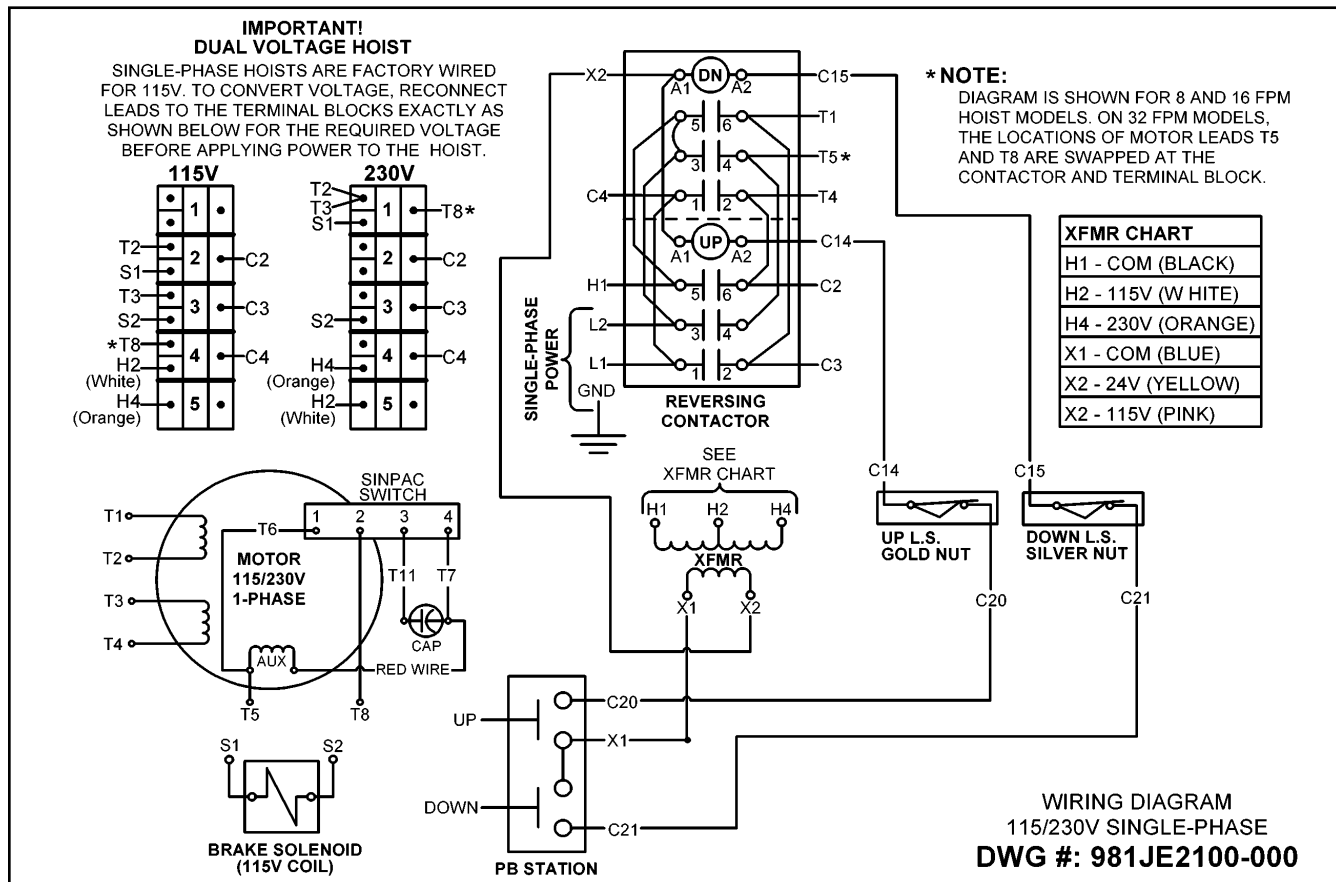 IMPORTANT!
DUAL VOLTAGE HOIST
SINGLE-PHASE HOISTS ARE FACTORY WIRED
FOR 115V. TO CONVERT VOLTAGE, RECONNECT
LEADS TO THE TERMINAL BLOCKS EXACTLY AS
SHOWN BELOW FOR THE REQUIRED VOLTAGE
BEFORE APPLYING POWER TO THE HOIST.
115V
1
T2
S1
2
C2
T3
S2
3
C3
*T8
H2
(White)
4
C4
H4
(Orange)
5
230V
T2
T3
S1
1
T8*
2
C2
S2
3
C3
H4
(Orange)
4
C4
H2
(White)
5
X2
A1
DN
A2
C15
5
6
T1
3
4
T5*
C4
1
2
T4
A1
UP
A2
C14
H1
5
6
C2
L2
3
4
L1
1
2
C3
SINGLE-PHASE
POWER
GND
REVERSING
CONTACTOR
*NOTE:
DIAGRAM IS SHOWN FOR 8 AND 16 FPM
HOIST MODELS. ON 32 FPM MODELS,
THE LOCATIONS OF MOTOR LEADS T5
AND T8 ARE SWAPPED AT THE
CONTACTOR AND TERMINAL BLOCK.
XFMR CHART
H1 - COM (BLACK)
H2 - 115V (W HITE)
H4 - 230V (ORANGE)
X1 - COM (BLUE)
X2 - 24V (YELLOW)
X2 - 115V (PINK)
SINPAC
SWITCH
1 2 3 4
T1
T2
T3
T4
T6
MOTOR
115/230V
1-PHASE
T11
T7
CAP
AUX
RED WIRE
T5
T8
S1
S2
BRAKE SOLENOID
(115V COIL)
SEE
XFMR CHART
H1 H2 H4
XFMR
X1
X2
C14
UP L.S.
GOLD NUT
C20
C15
DOWN L.S.
SILVER NUT
C21
UP
C20
X1
DOWN
C21
PB STATION
WIRING DIAGRAM
115/230V SINGLE-PHASE
DWG #: 981JE2100-000